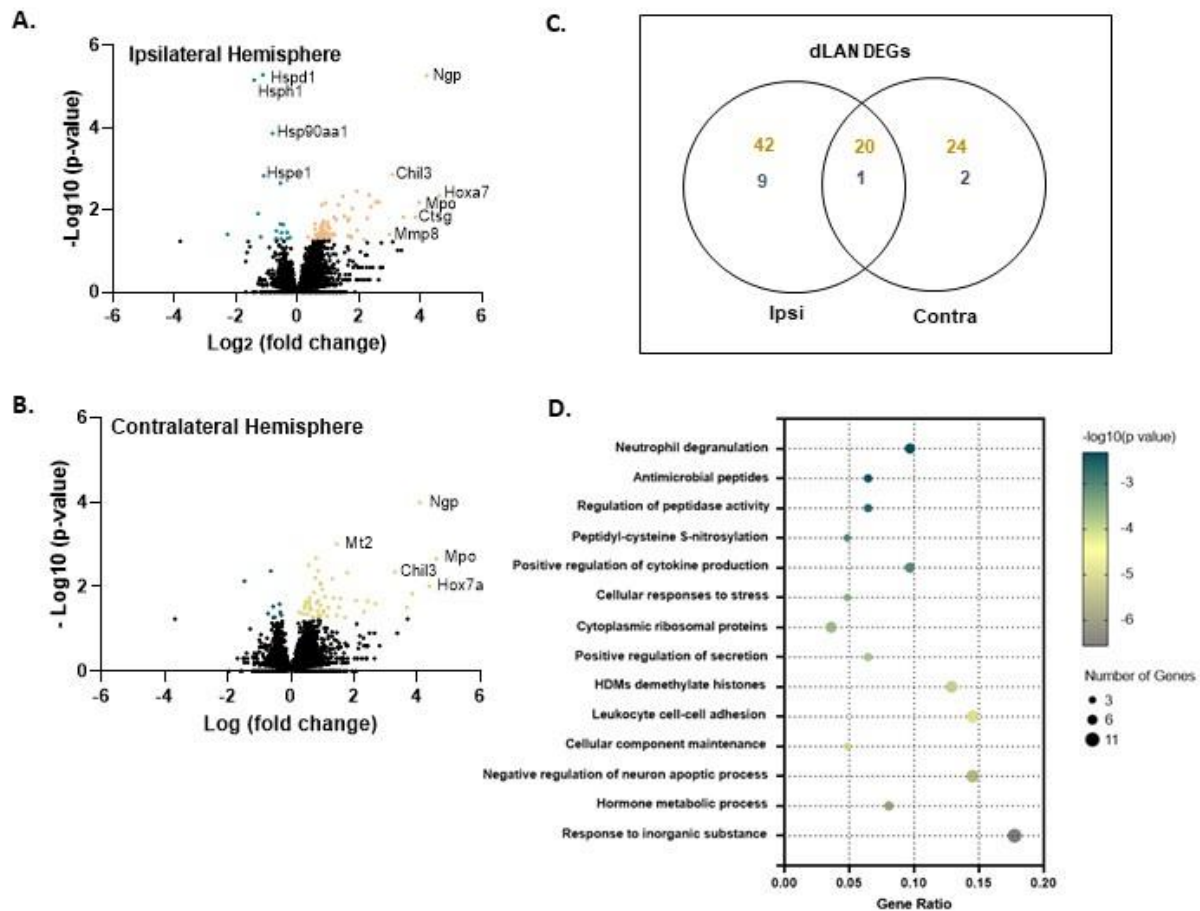 A.
Ipsilateral Hemisphere
6
4
2
0
-Log10 (p-value)
Hspd1
Hsph1
Hsp90aa1
Hspe1
Ngp
Chil3
Hoxa7
Mpo
Ctsg
Mmp8
-6 -4 -2 0 2 4 6
Log2 (fold change)
B.
Contralateral Hemisphere
6
4
2
0
- Log10 (p-value)
Ngp
Mt2
Mpo
Chil3
Hox7a
-6 -4 -2 0 2 4 6
Log (fold change)
C.
dLAN DEGs
42 20 24
9 1 2
Ipsi Contra
D.
Neutrophil degranulation
Antimicrobial peptides
Regulation of peptidase activity
Peptidyl-cysteine S-nitrosylation
Positive regulation of cytokine production
Cellular responses to stress
Cytoplasmic ribosomal proteins
Positive regulation of secretion
HDMs demethylate histones
Leukocyte cell-cell adhesion
Cellular component maintenance
Negative regulation of neuron apoptic process
Hormone metabolic process
Response to inorganic substance
0.00 0.05 0.10 0.15 0.20
Gene Ratio
-log10(p value)
-3
-4
-5
-6
Number of Genes
3
6
11